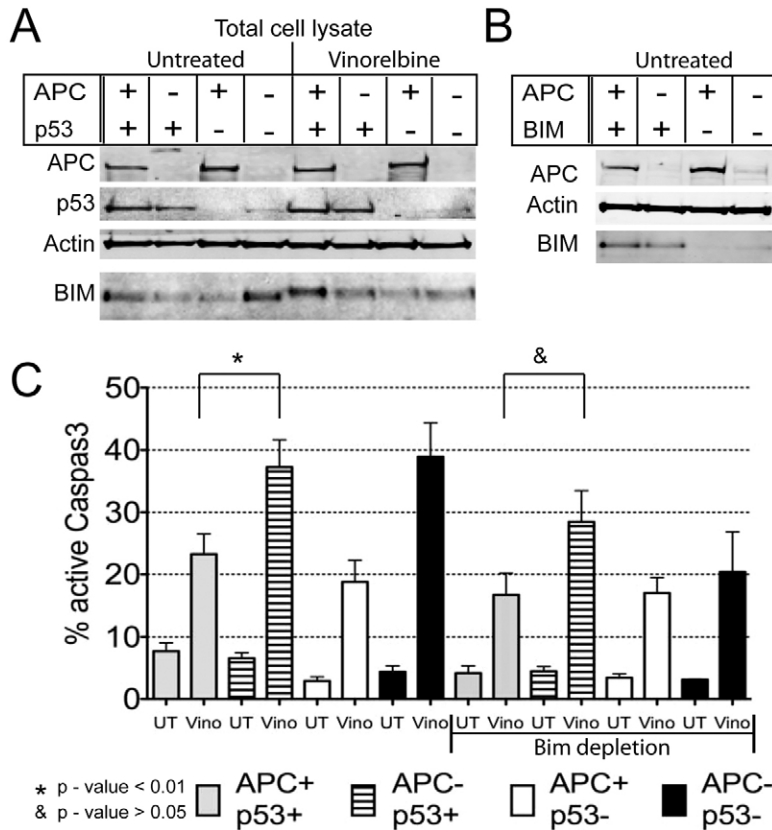 A
Total cell lysate
Untreated Vinorelbine
APC + - + - + - + -
p53 + + - - + + - -
APC
p53
Actin
BIM
B
Untreated
APC + - + -
BIM + + - -
APC
Actin
BIM
C
* &
% active Caspas3
50
40
30
20
10
0
UT Vino UT Vino UT Vino UT Vino UT Vino UT Vino UT Vino UT Vino
Bim depletion
* p - value < 0.01
& p - value > 0.05
APC+
p53+
APC-
p53+
APC+
p53-
APC-
p53-